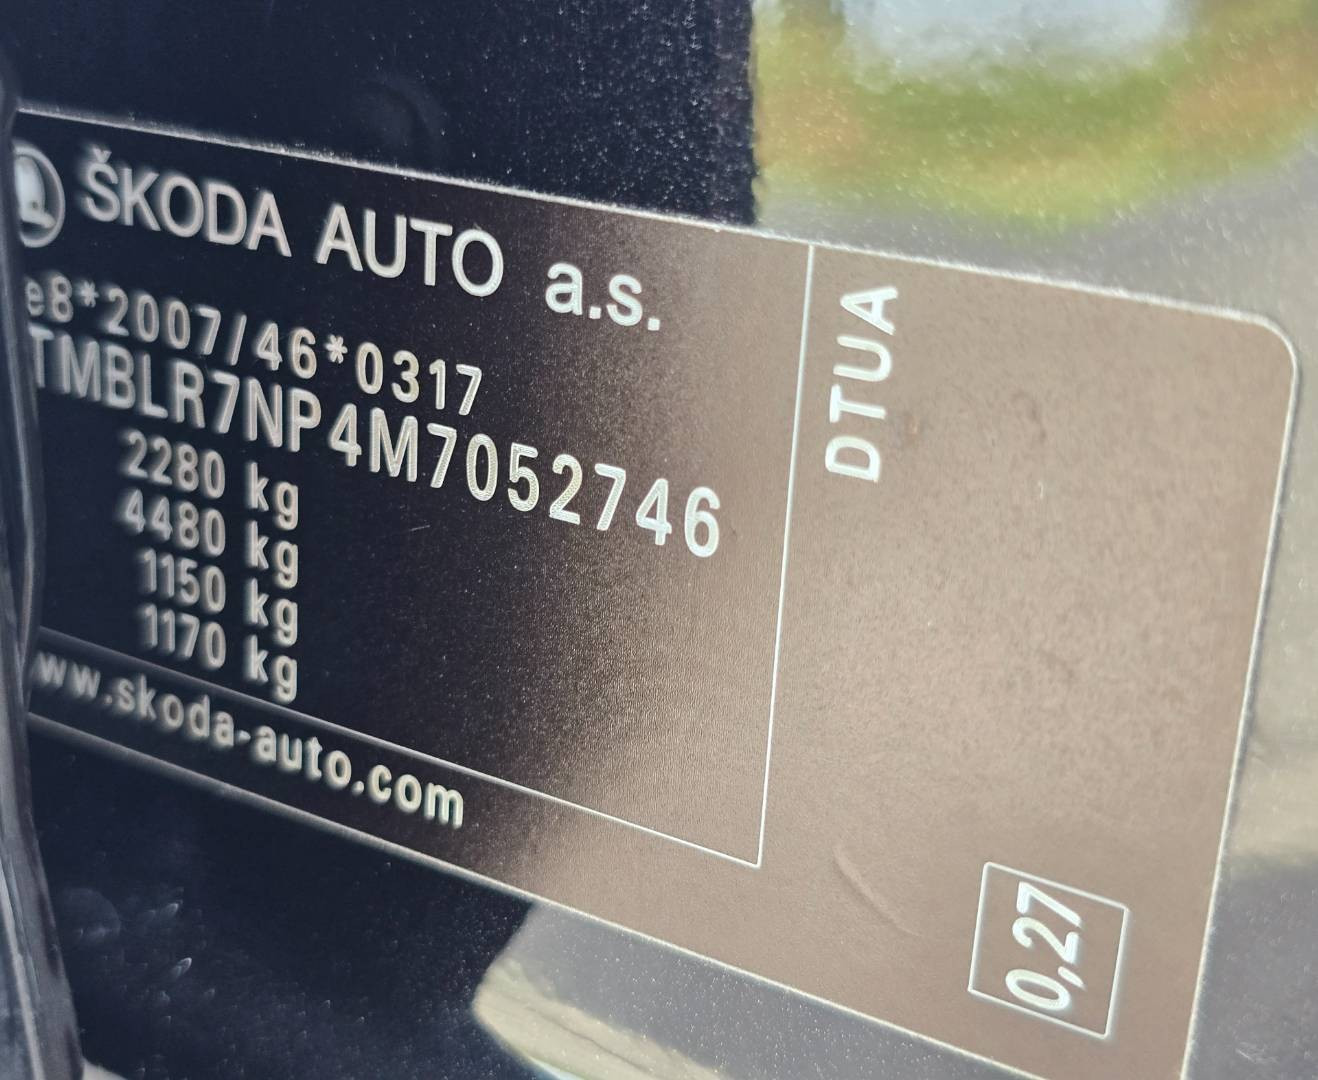 ŠKODA AUTO a.s.
e8*2007/46*0317
TMBLR7NP4M7052746
2280 kg
4480 kg
1150 kg
1170 kg
www.skoda-auto.com
DTUA
0,27